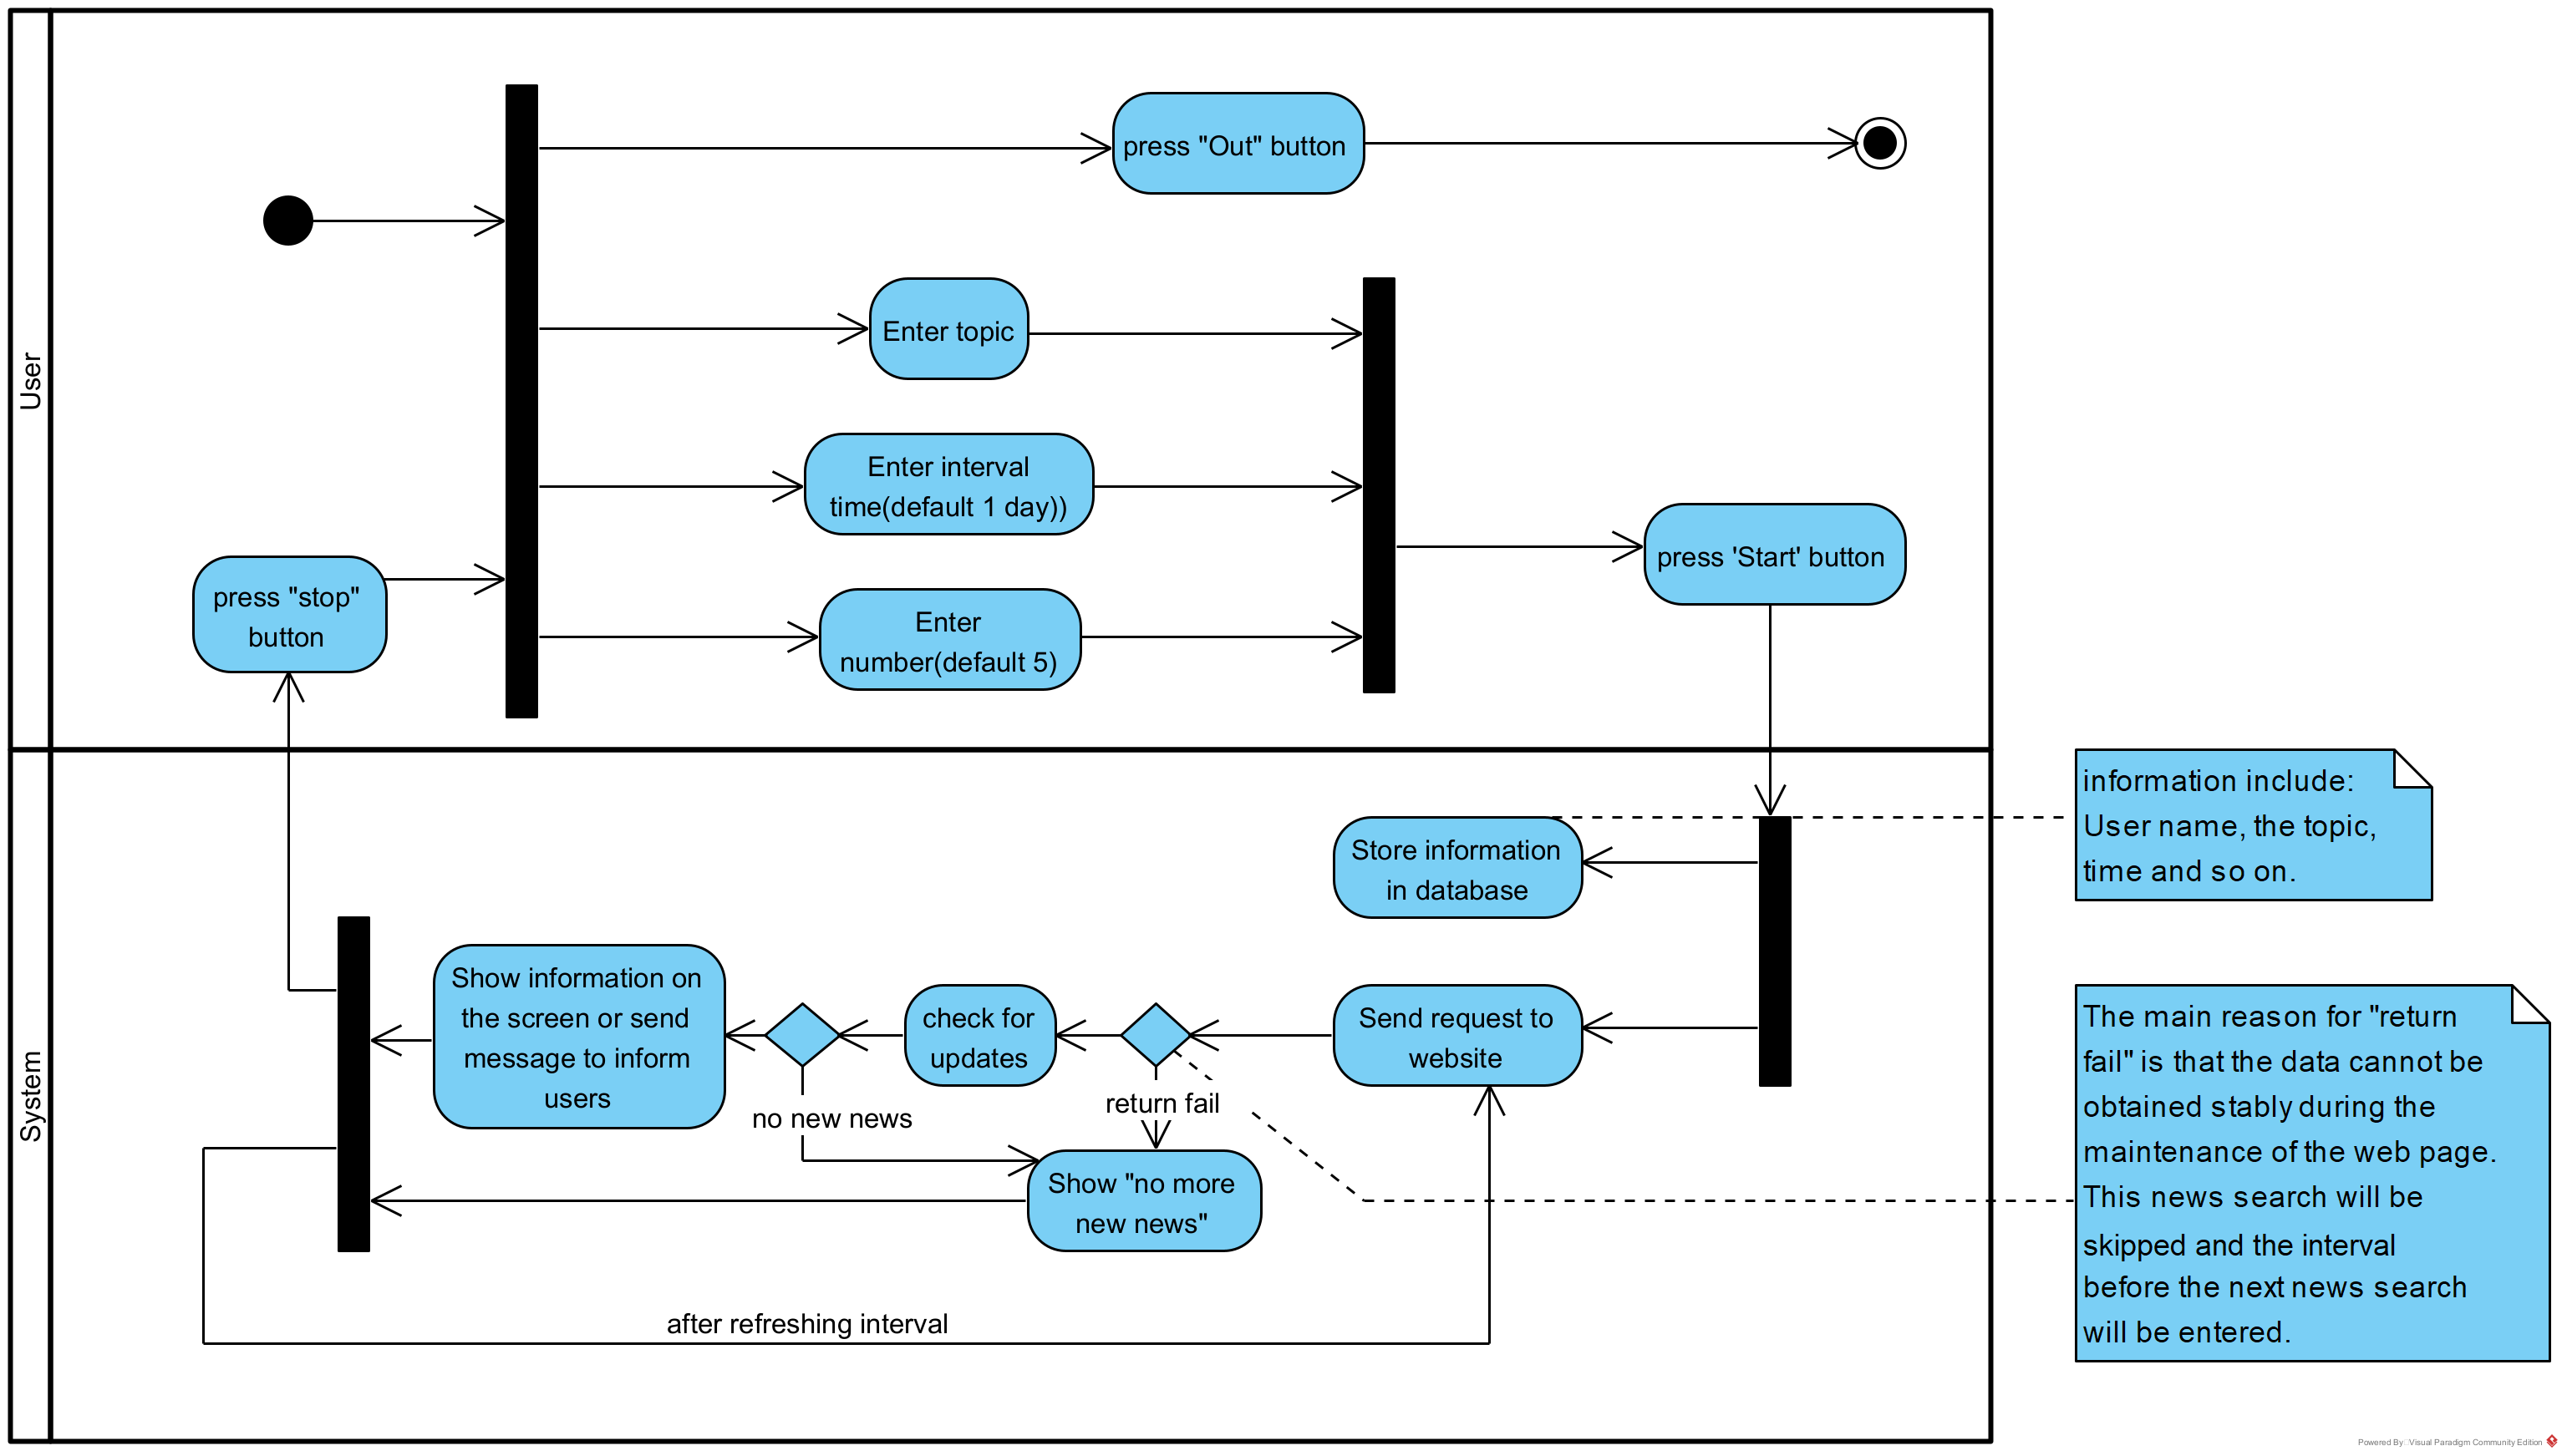 User
press "Out" button
Enter topic
Enter interval
time(default 1 day))
press 'Start' button
press "stop"
button
Enter
number(default 5)
System
information include:
User name, the topic,
time and so on.
Store information
in database
Show information on
the screen or send
message to inform
users
check for
updates
Send request to
website
no new news
return fail
Show "no more
new news"
after refreshing interval
The main reason for "return
fail" is that the data cannot be
obtained stably during the
maintenance of the web page.
This news search will be
skipped and the interval
before the next news search
will be entered.
Powered By: Visual Paradigm Community Edition